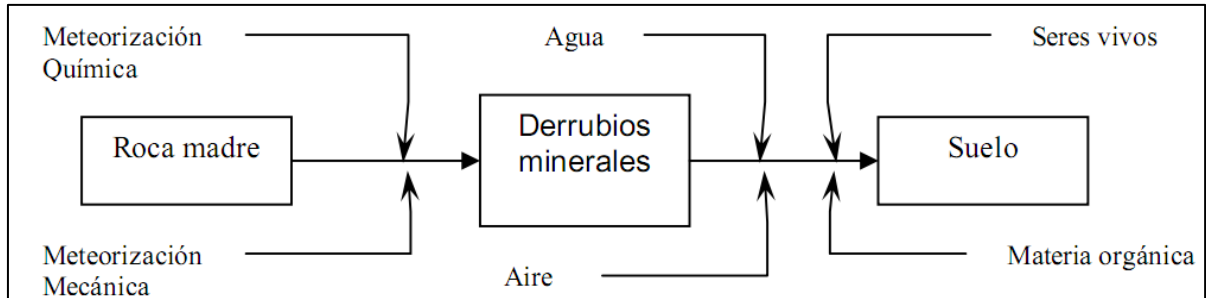 Meteorización
Química
Agua
Seres vivos
Roca madre
Derrubios
minerales
Suelo
Meteorización
Mecánica
Aire
Materia orgánica